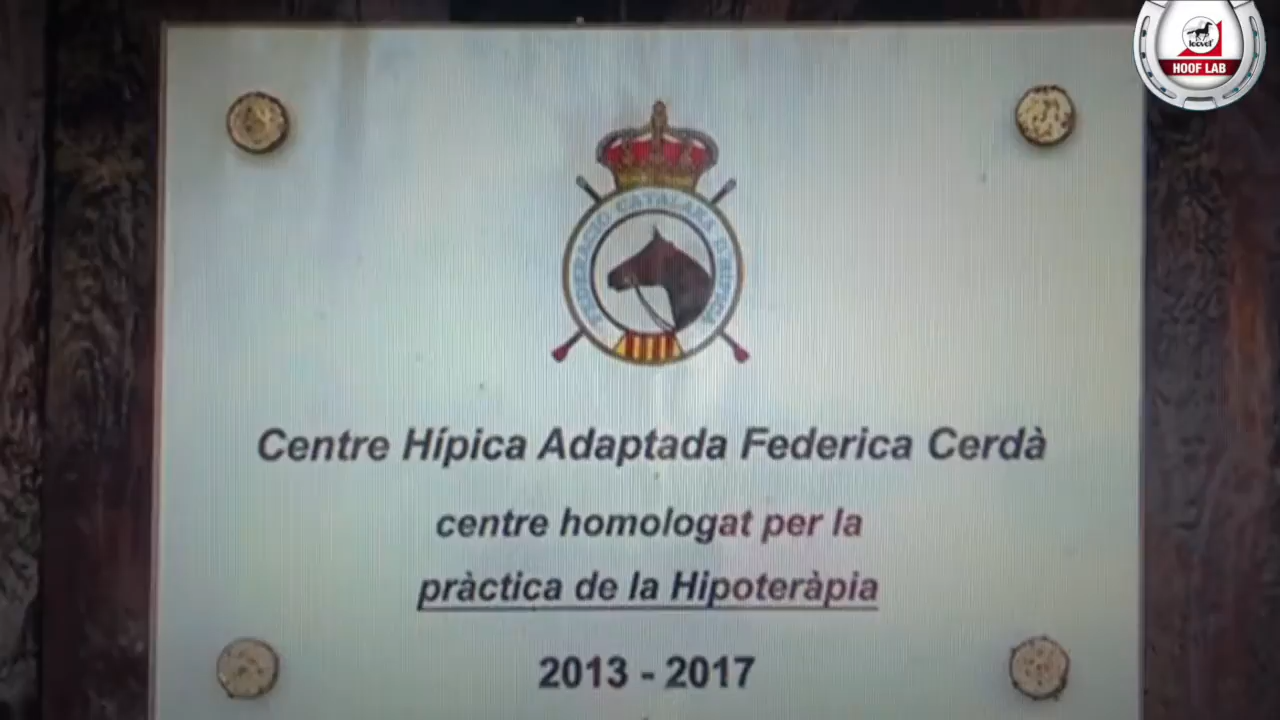 icovet
HOOF LAB
FEDERACIÓ CATALANA D'HÍPICA
Centre Hípica Adaptada Federica Cerdà
centre homologat per la
pràctica de la Hipoteràpia
2013 - 2017